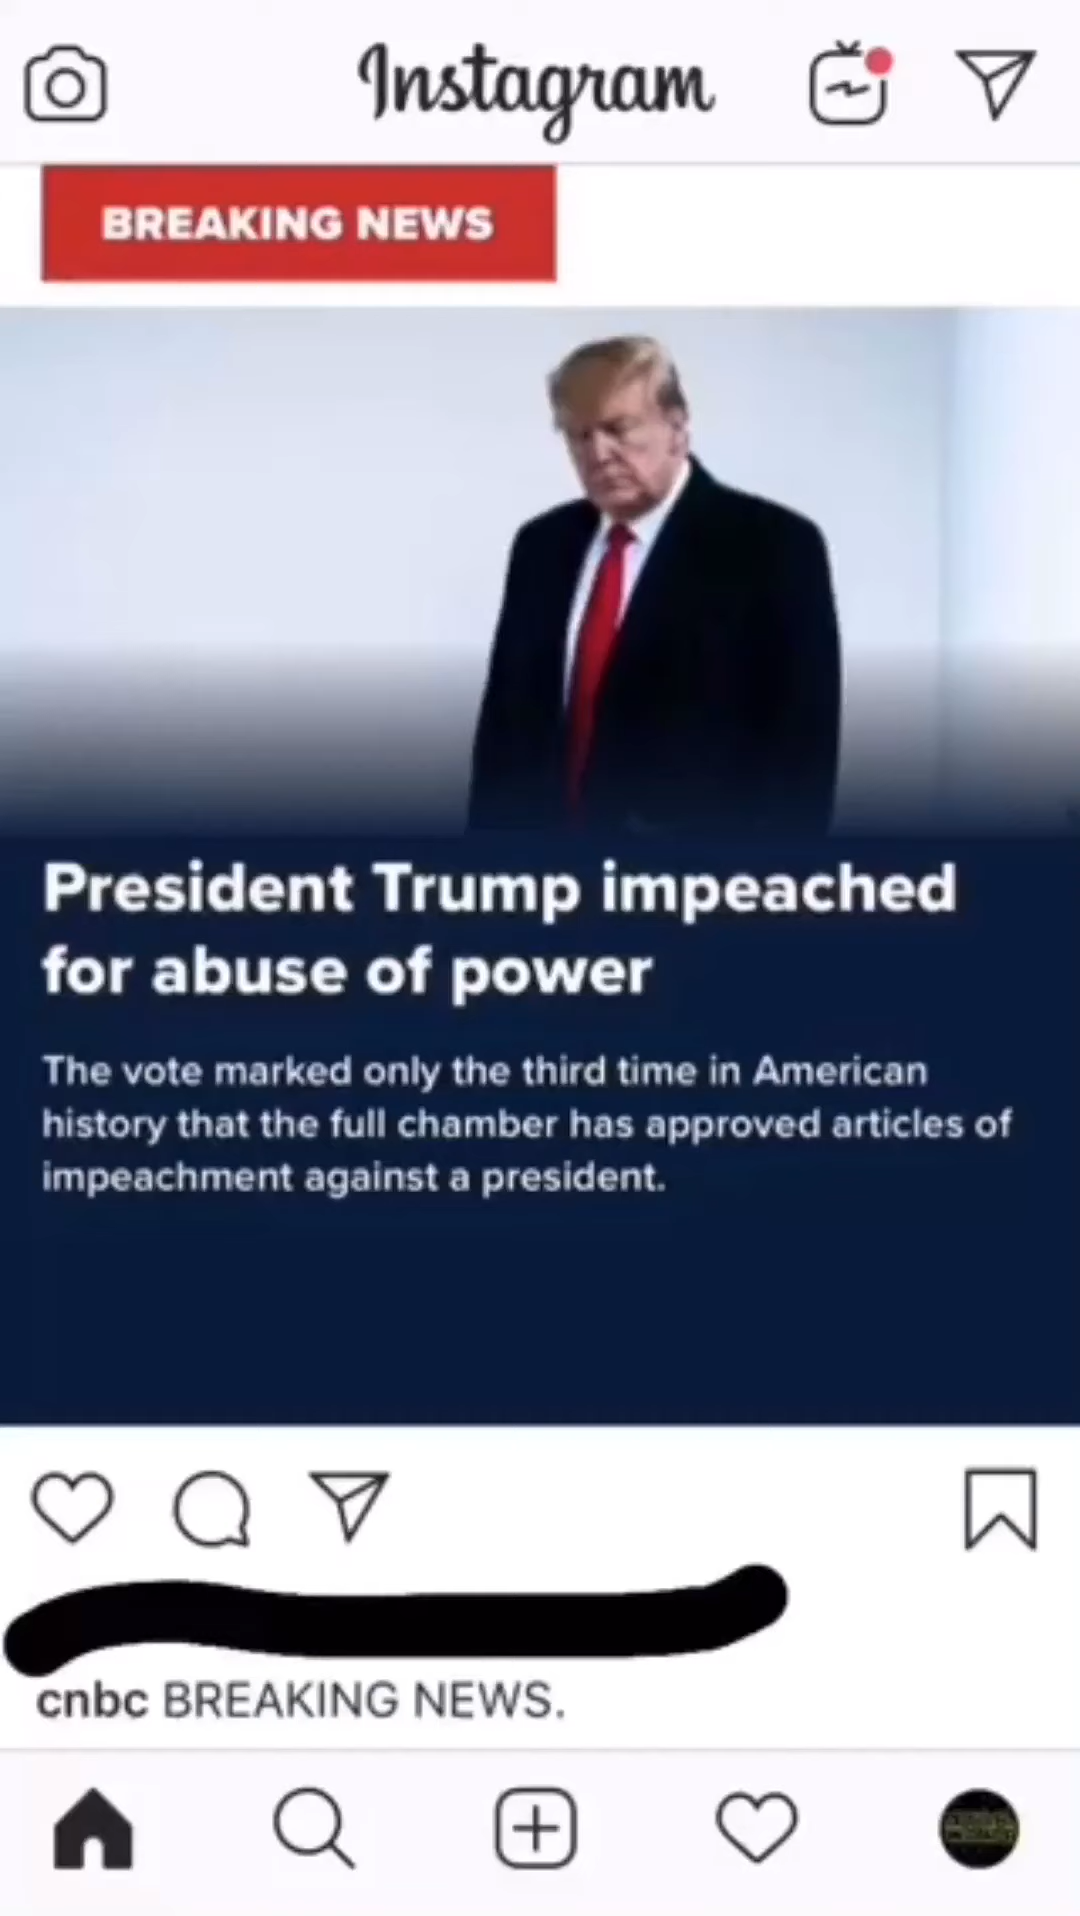 Instagram
BREAKING NEWS
President Trump impeached
for abuse of power
The vote marked only the third time in American
history that the full chamber has approved articles of
impeachment against a president.
cnbc BREAKING NEWS.